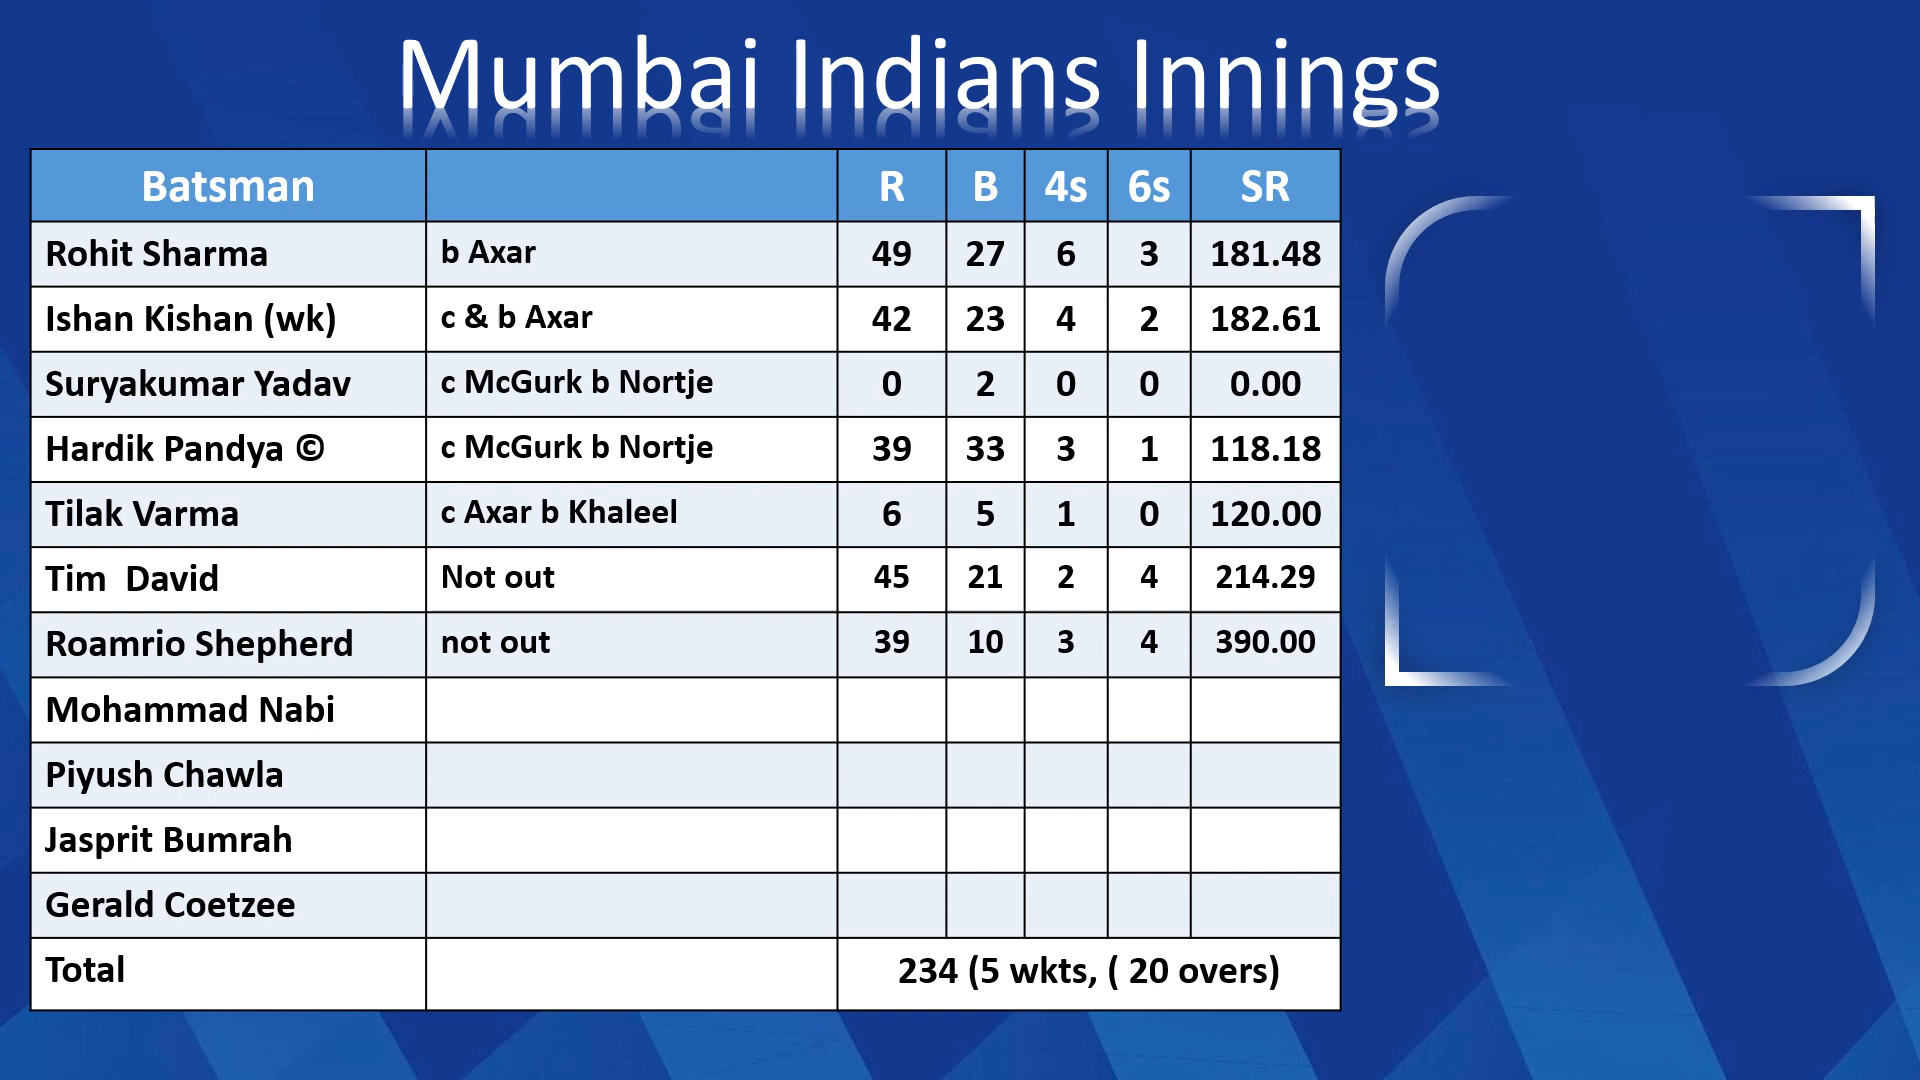 Mumbai Indians Innings
Batsman R B 4s 6s SR
Rohit Sharma b Axar 49 27 6 3 181.48
Ishan Kishan (wk) c & b Axar 42 23 4 2 182.61
Suryakumar Yadav c McGurk b Nortje 0 2 0 0 0.00
Hardik Pandya © c McGurk b Nortje 39 33 3 1 118.18
Tilak Varma c Axar b Khaleel 6 5 1 0 120.00
Tim  David Not out 45 21 2 4 214.29
Roamrio Shepherd not out 39 10 3 4 390.00
Mohammad Nabi
Piyush Chawla
Jasprit Bumrah
Gerald Coetzee
Total 234 (5 wkts, ( 20 overs)